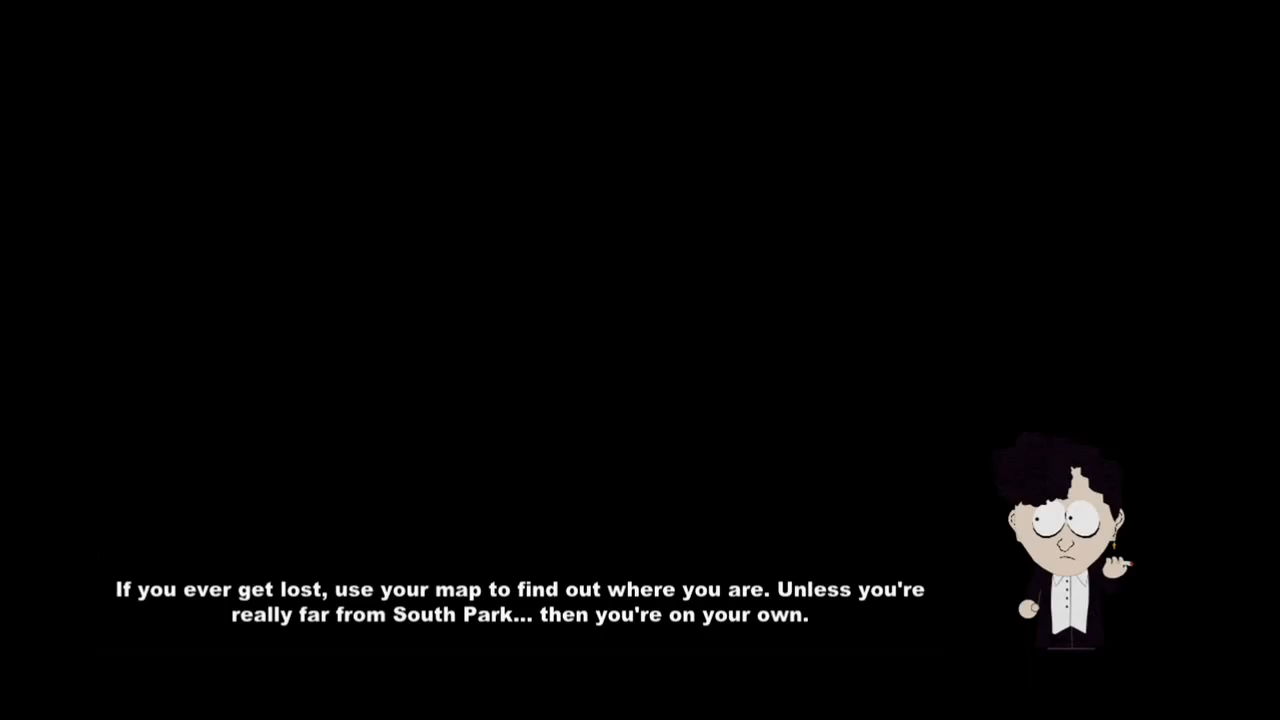 If you ever get lost, use your map to find out where you are. Unless you're
really far from South Park... then you're on your own.